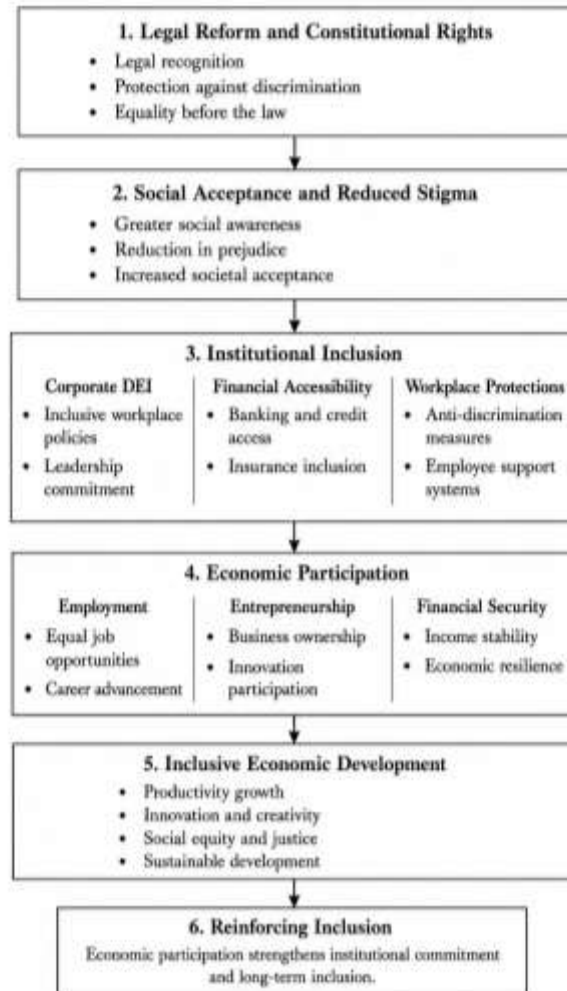 1. Legal Reform and Constitutional Rights
• Legal recognition
• Protection against discrimination
• Equality before the law
2. Social Acceptance and Reduced Stigma
• Greater social awareness
• Reduction in prejudice
• Increased societal acceptance
3. Institutional Inclusion
Corporate DEI
• Inclusive workplace
policies
• Leadership
commitment
Financial Accessibility
• Banking and credit
access
• Insurance inclusion
Workplace Protections
• Anti-discrimination
measures
• Employee support
systems
4. Economic Participation
Employment
• Equal job
opportunities
• Career advancement
Entrepreneurship
• Business ownership
• Innovation
participation
Financial Security
• Income stability
• Economic resilience
5. Inclusive Economic Development
• Productivity growth
• Innovation and creativity
• Social equity and justice
• Sustainable development
6. Reinforcing Inclusion
Economic participation strengthens institutional commitment
and long-term inclusion.